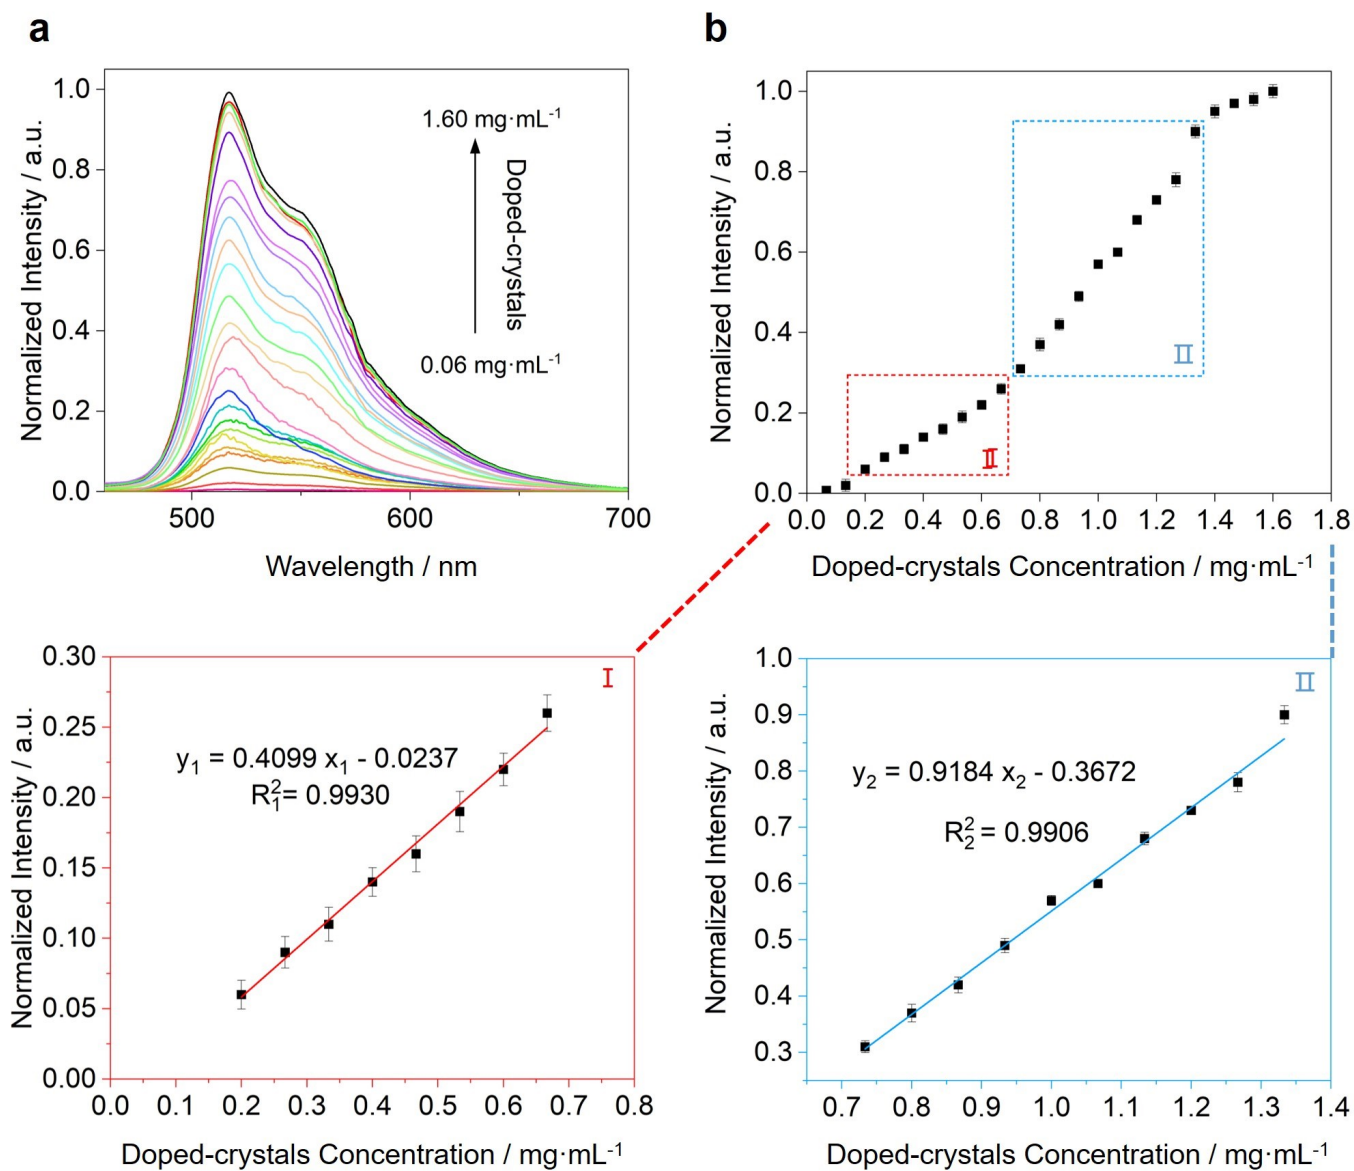 a
1.0
0.8
0.6
0.4
0.2
0.0
Normalized Intensity / a.u.
1.60 mg·mL⁻¹
Doped-crystals
0.06 mg·mL⁻¹
500 600 700
Wavelength / nm
b
1.0
0.8
0.6
0.4
0.2
0.0
Normalized Intensity / a.u.
II
I
0.0 0.2 0.4 0.6 0.8 1.0 1.2 1.4 1.6 1.8
Doped-crystals Concentration / mg·mL⁻¹
0.30
0.25
0.20
0.15
0.10
0.05
0.00
Normalized Intensity / a.u.
I
y₁ = 0.4099 x₁ - 0.0237
R₁² = 0.9930
0.0 0.1 0.2 0.3 0.4 0.5 0.6 0.7 0.8
Doped-crystals Concentration / mg·mL⁻¹
1.0
0.9
0.8
0.7
0.6
0.5
0.4
0.3
Normalized Intensity / a.u.
II
y₂ = 0.9184 x₂ - 0.3672
R₂² = 0.9906
0.7 0.8 0.9 1.0 1.1 1.2 1.3 1.4
Doped-crystals Concentration / mg·mL⁻¹